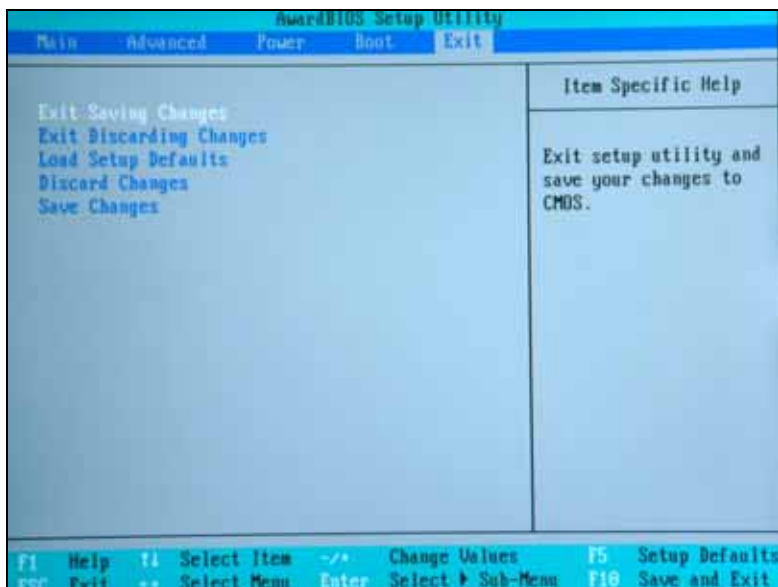 AwardBIOS Setup Utility
Main Advanced Power Boot Exit
Item Specific Help
Exit Saving Changes
Exit Discarding Changes
Load Setup Defaults
Discard Changes
Save Changes
Exit setup utility and
save your changes to
CMOS.
F1 Help ↑↓ Select Item -/+ Change Values F5 Setup Defaults
ESC Exit Select Menu Enter Select ▶ Sub-Menu F10 Save and Exit